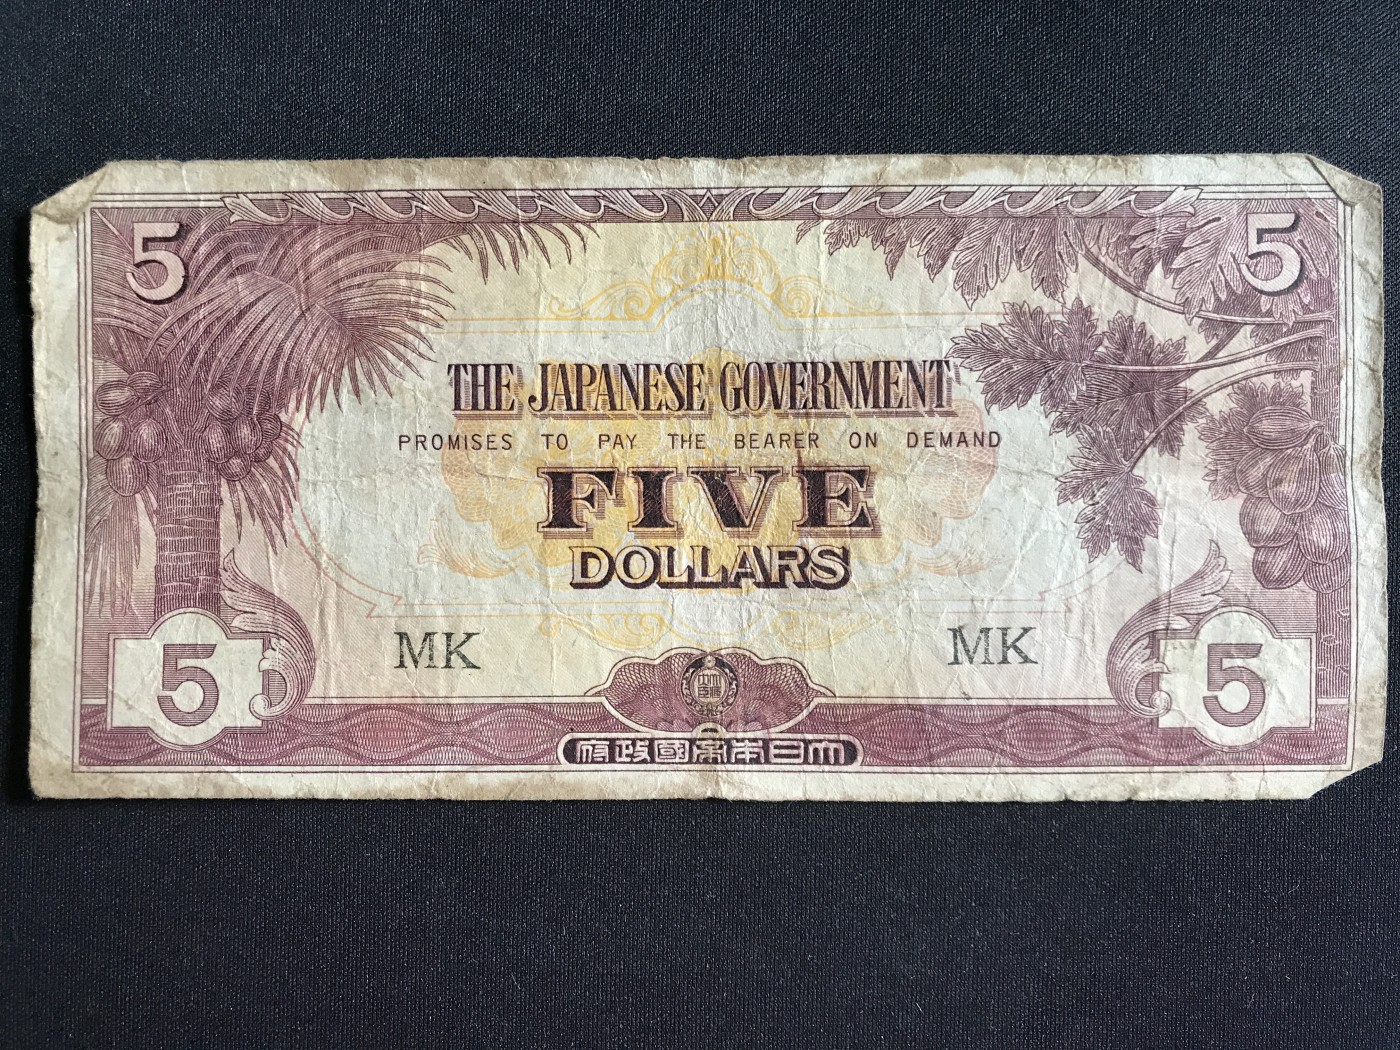 5 5
THE JAPANESE GOVERNMENT
PROMISES TO PAY THE BEARER ON DEMAND
FIVE
DOLLARS
MK MK
5 5
府政國帝本日大